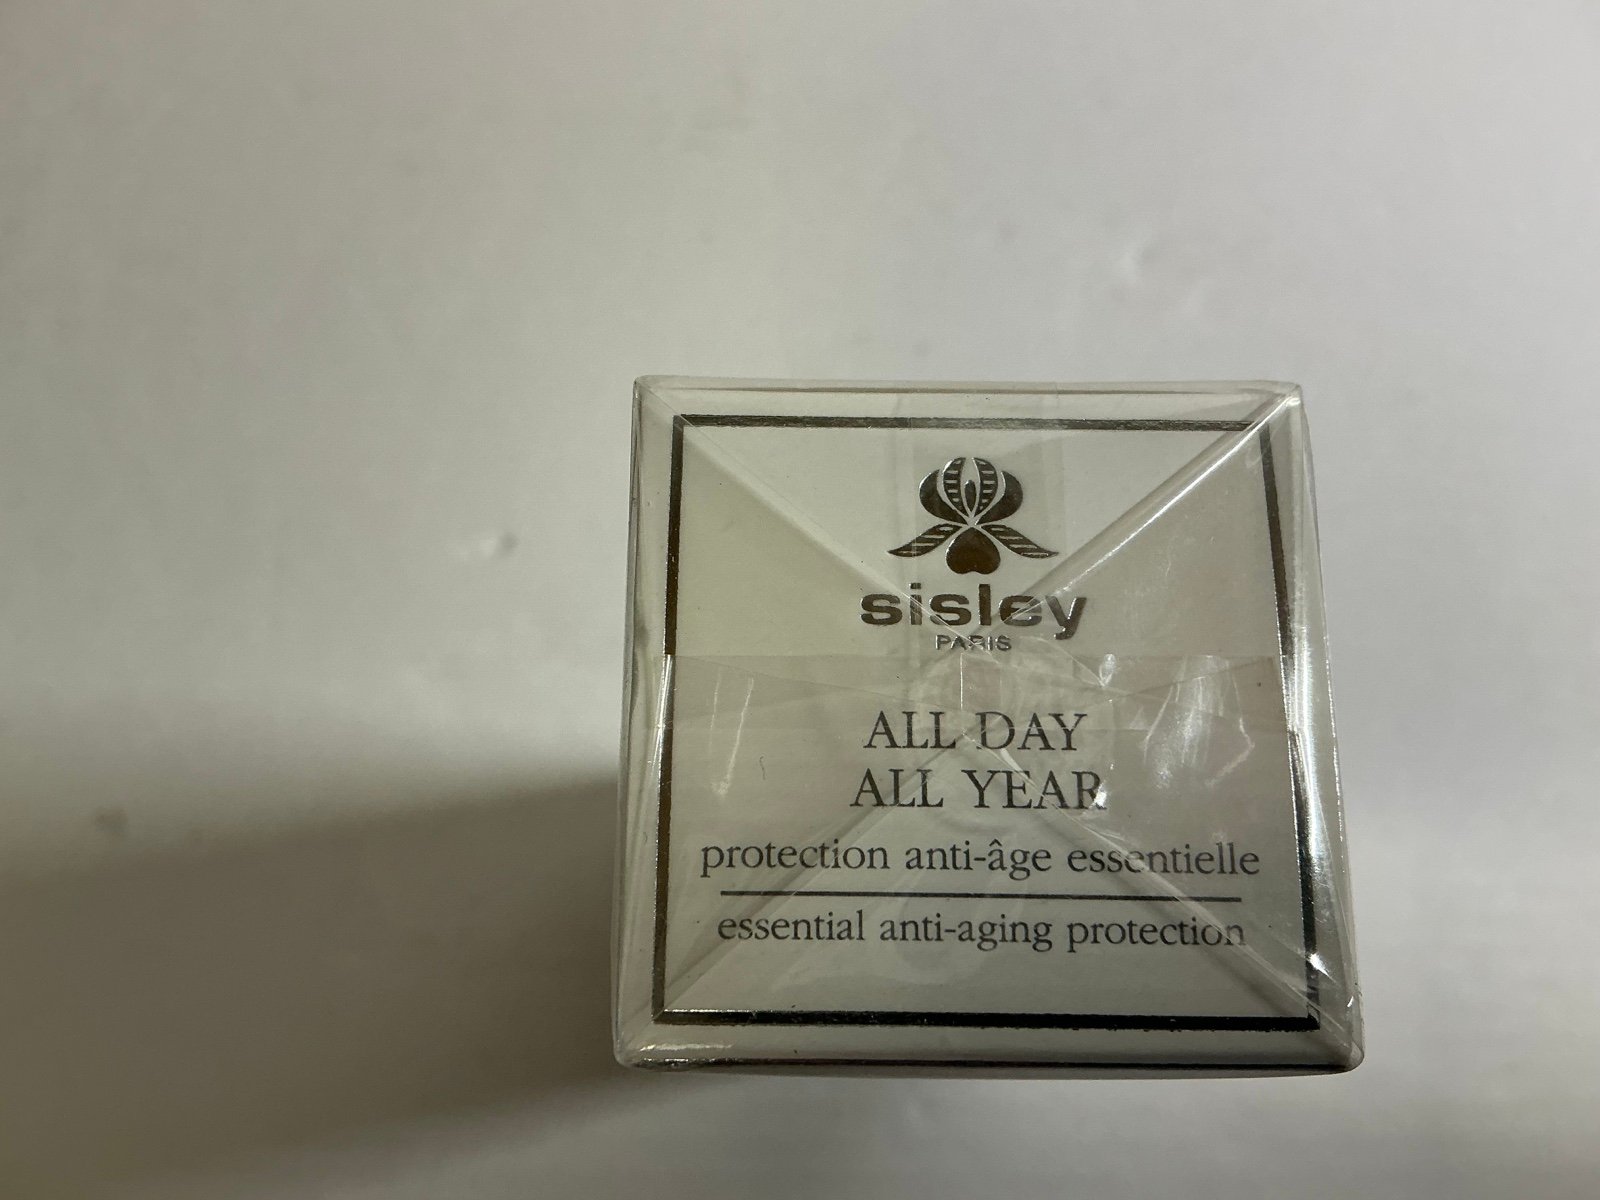 sisley
PARIS
ALL DAY
ALL YEAR
protection anti-âge essentielle
essential anti-aging protection